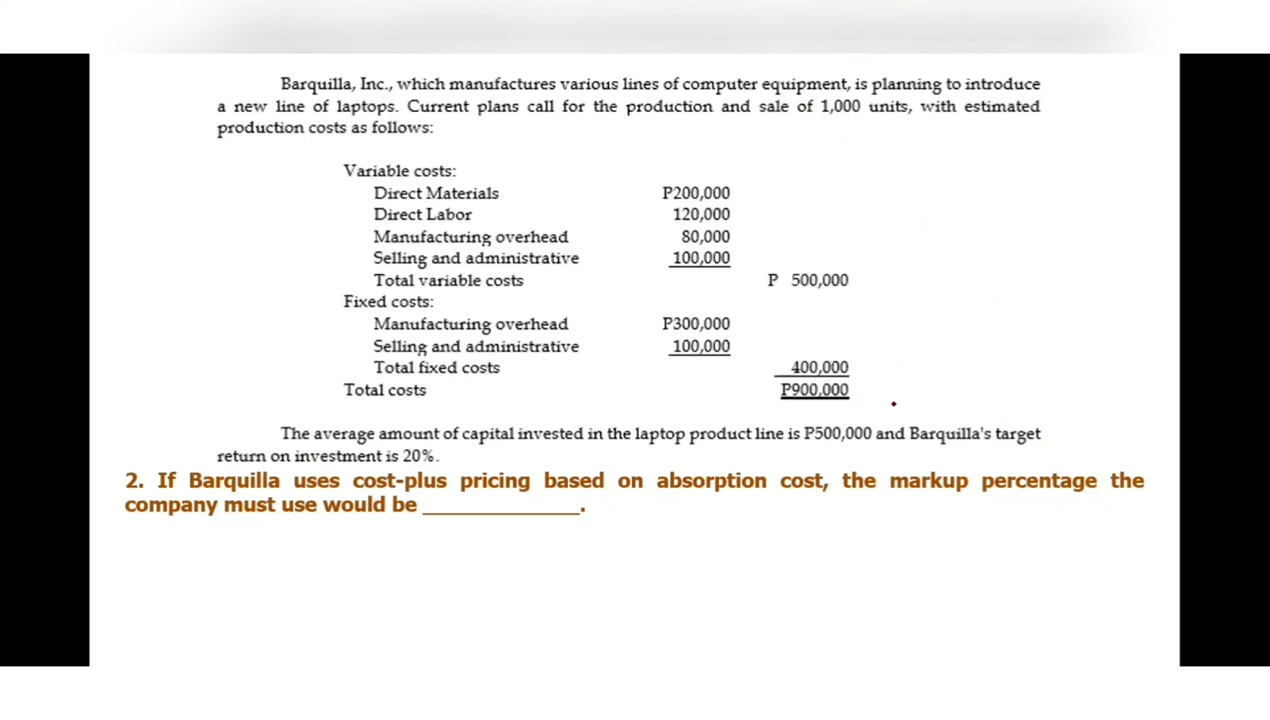 Barquilla, Inc., which manufactures various lines of computer equipment, is planning to introduce
a new line of laptops. Current plans call for the production and sale of 1,000 units, with estimated
production costs as follows:
Variable costs:
Direct Materials P200,000
Direct Labor 120,000
Manufacturing overhead 80,000
Selling and administrative 100,000
Total variable costs P 500,000
Fixed costs:
Manufacturing overhead P300,000
Selling and administrative 100,000
Total fixed costs 400,000
Total costs P900,000
The average amount of capital invested in the laptop product line is P500,000 and Barquilla's target
return on investment is 20%.
2. If Barquilla uses cost-plus pricing based on absorption cost, the markup percentage the
company must use would be _____________.